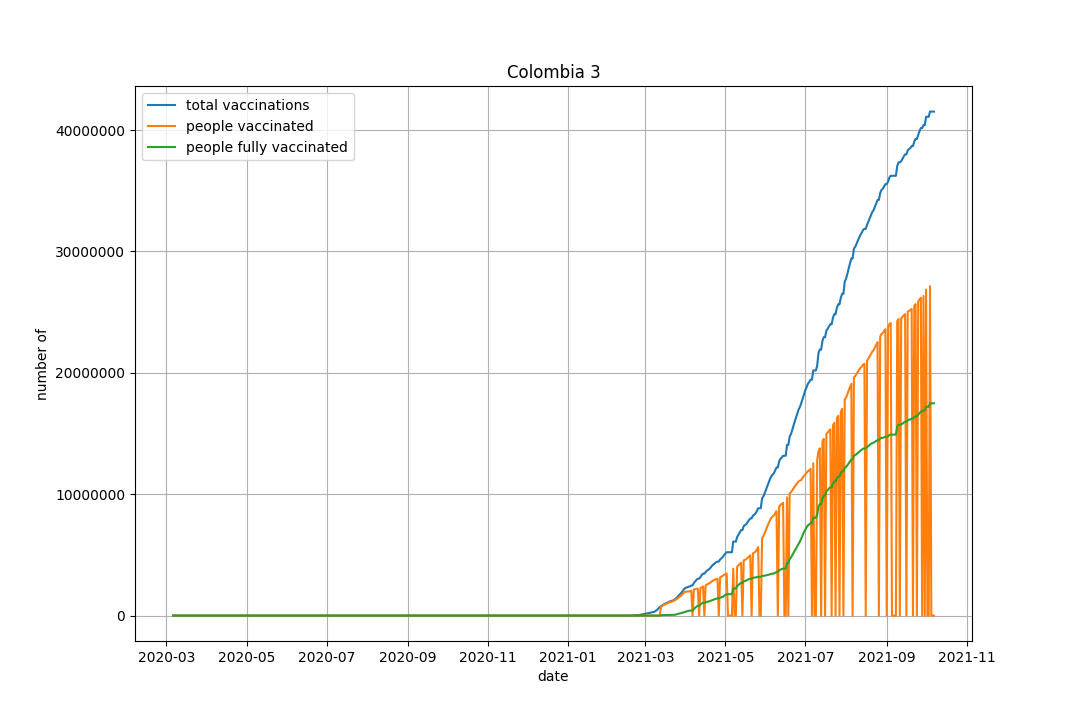 Colombia 3
total vaccinations
people vaccinated
people fully vaccinated
number of
40000000
30000000
20000000
10000000
0
2020-03 2020-05 2020-07 2020-09 2020-11 2021-01 2021-03 2021-05 2021-07 2021-09 2021-11
date